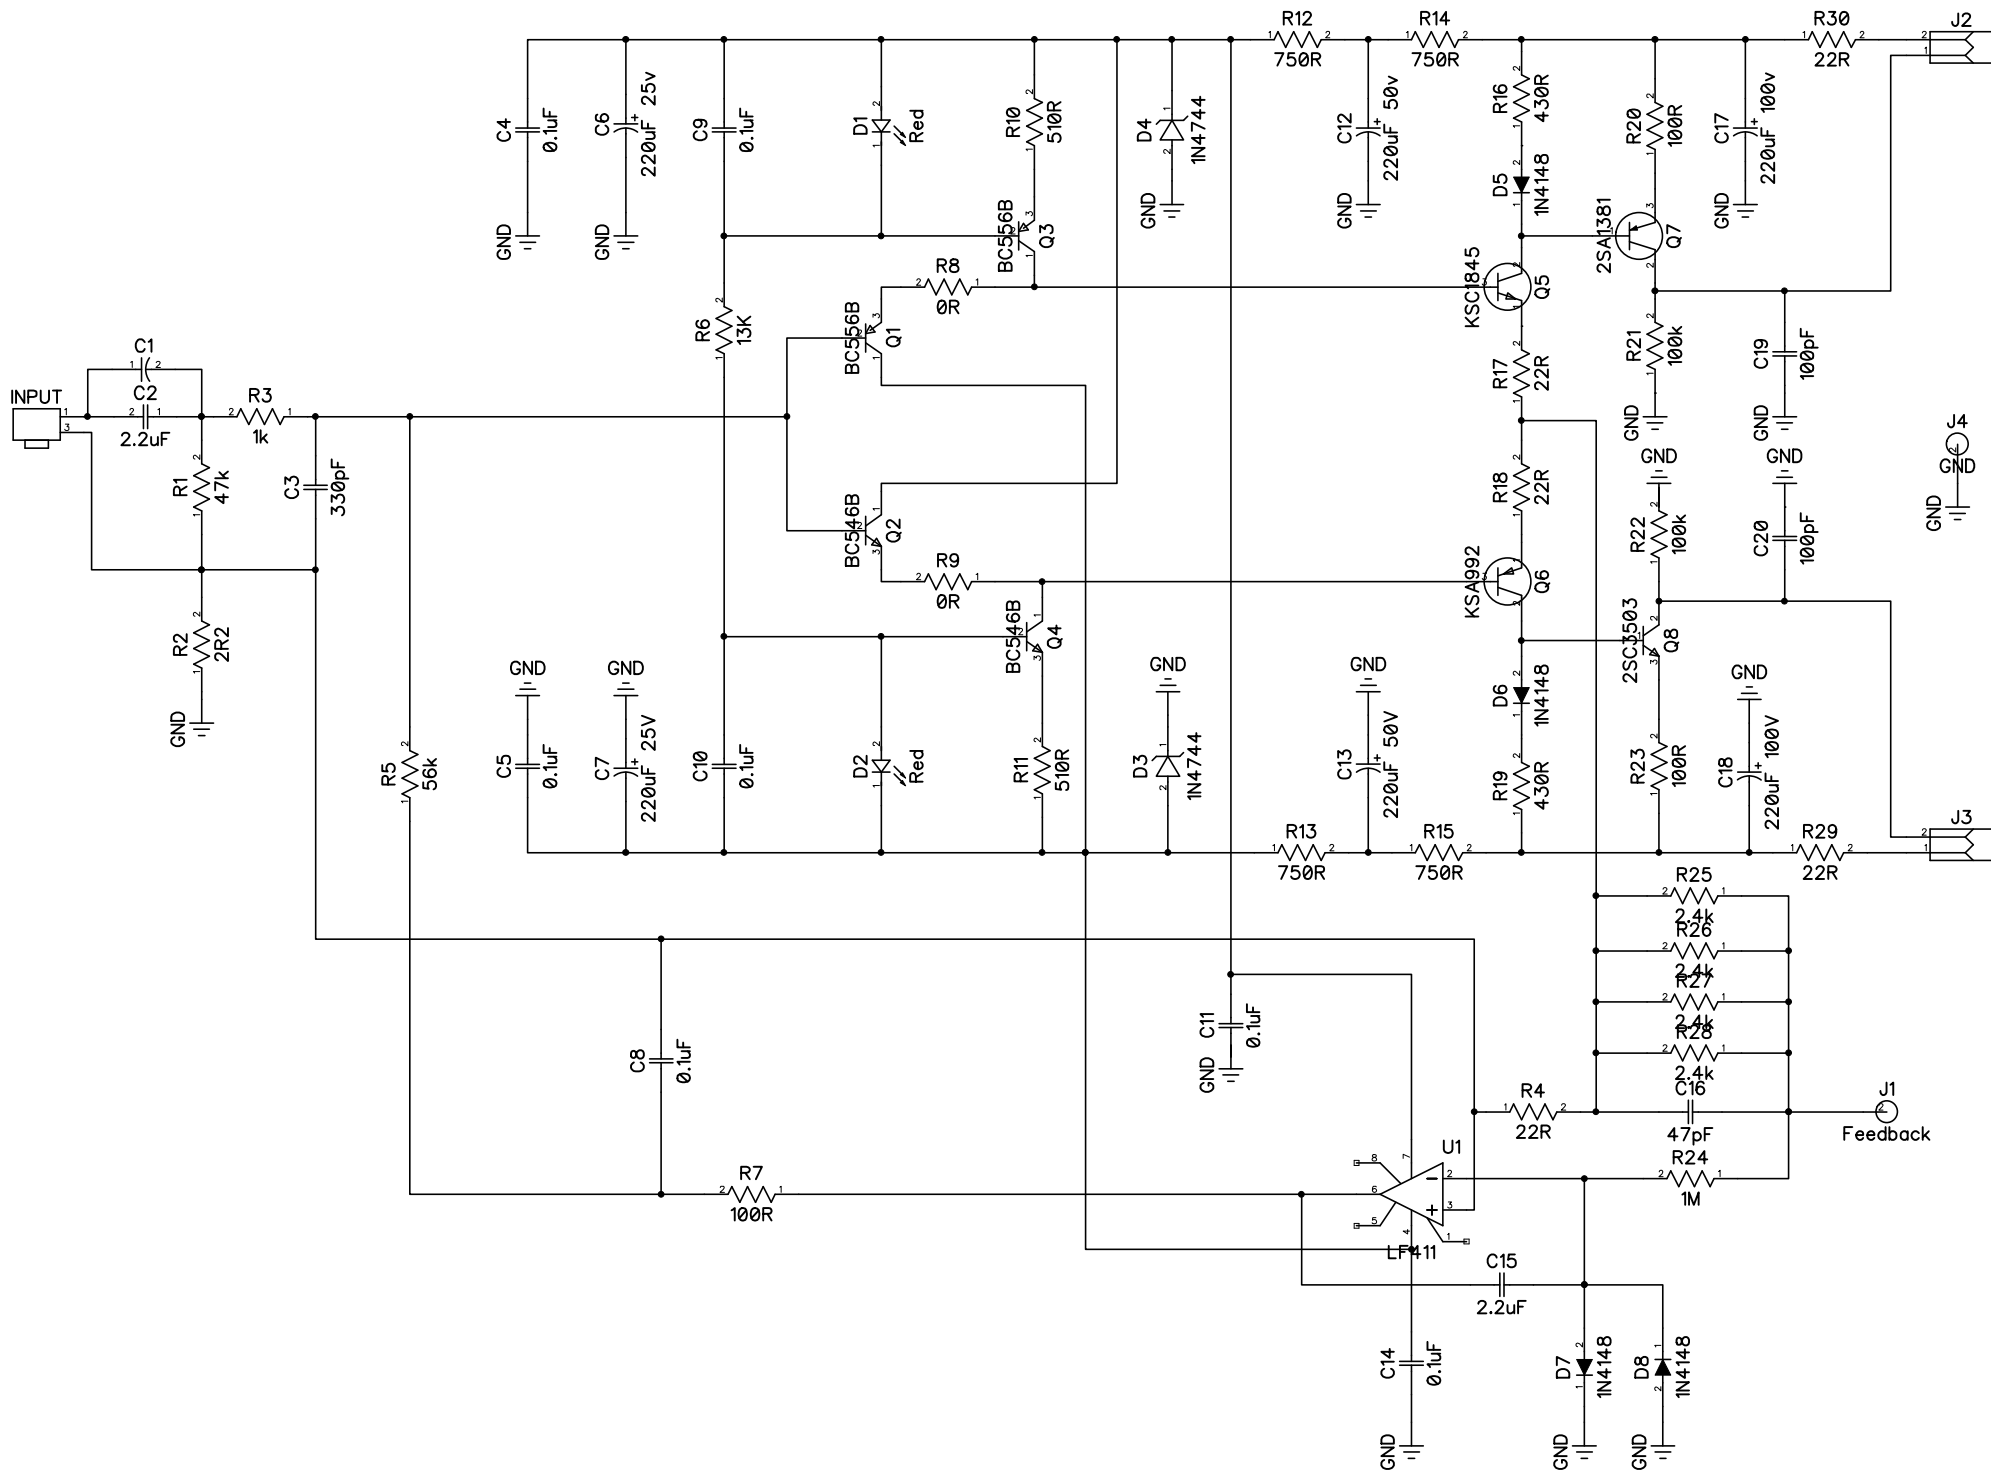 R12
750R
R14
750R
R30
22R
J2
C4
0.1uF
C6
220uF 25v
C9
0.1uF
D1
Red
R10
510R
D4
1N4744
C12
220uF 50v
R16
430R
R20
100R
C17
220uF 100v
D5
1N4148
GND
GND
GND
GND
GND
BC556B
Q3
2SA1381
Q7
R8
0R
KSC1845
Q5
BC556B
Q1
R6
13K
R17
22R
R21
100k
C19
100pF
C1
INPUT
C2
2.2uF
R3
1k
GND
GND
J4
GND
GND
GND
GND
R1
47k
C3
330pF
R18
22R
BC546B
Q2
R22
100k
C20
100pF
R9
0R
KSA992
Q6
R2
2R2
GND
BC546B
Q4
2SC3503
Q8
GND
GND
GND
GND
GND
D6
1N4148
R5
56k
C5
0.1uF
C7
220uF 25V
C10
0.1uF
D2
Red
R11
510R
D3
1N4744
C13
220uF 50V
R19
430R
R23
100R
C18
220uF 100V
J3
R13
750R
R15
750R
R29
22R
R25
2.4k
R26
2.4k
R27
2.4k
R28
2.4k
C8
0.1uF
C11
0.1uF
GND
R4
22R
C16
47pF
J1
Feedback
U1
LF411
R24
1M
R7
100R
C15
2.2uF
C14
0.1uF
D7
1N4148
D8
1N4148
GND
GND
GND